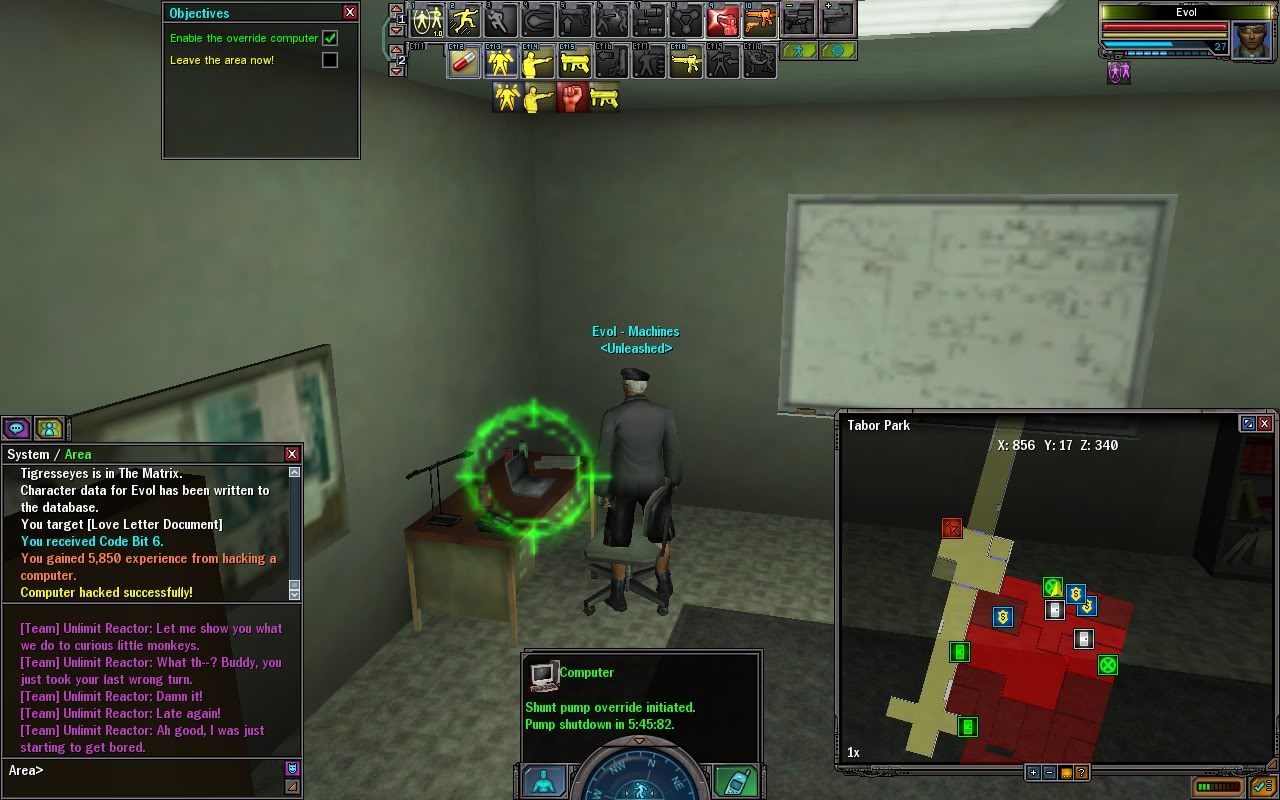 Objectives
Enable the override computer
Leave the area now!
1
2
1.0
Evol
27
Evol - Machines
<Unleashed>
System / Area
Tigresseyes is in The Matrix.
Character data for Evol has been written to
the database.
You target [Love Letter Document]
You received Code Bit 6.
You gained 5,850 experience from hacking a
computer.
Computer hacked successfully!
[Team] Unlimit Reactor: Let me show you what
we do to curious little monkeys.
[Team] Unlimit Reactor: What th--? Buddy, you
just took your last wrong turn.
[Team] Unlimit Reactor: Damn it!
[Team] Unlimit Reactor: Late again!
[Team] Unlimit Reactor: Ah good, I was just
starting to get bored.
Area>
Computer
Shunt pump override initiated.
Pump shutdown in 5:45:82.
W
NW
N
NE
Tabor Park
X: 856 Y: 17 Z: 340
1x